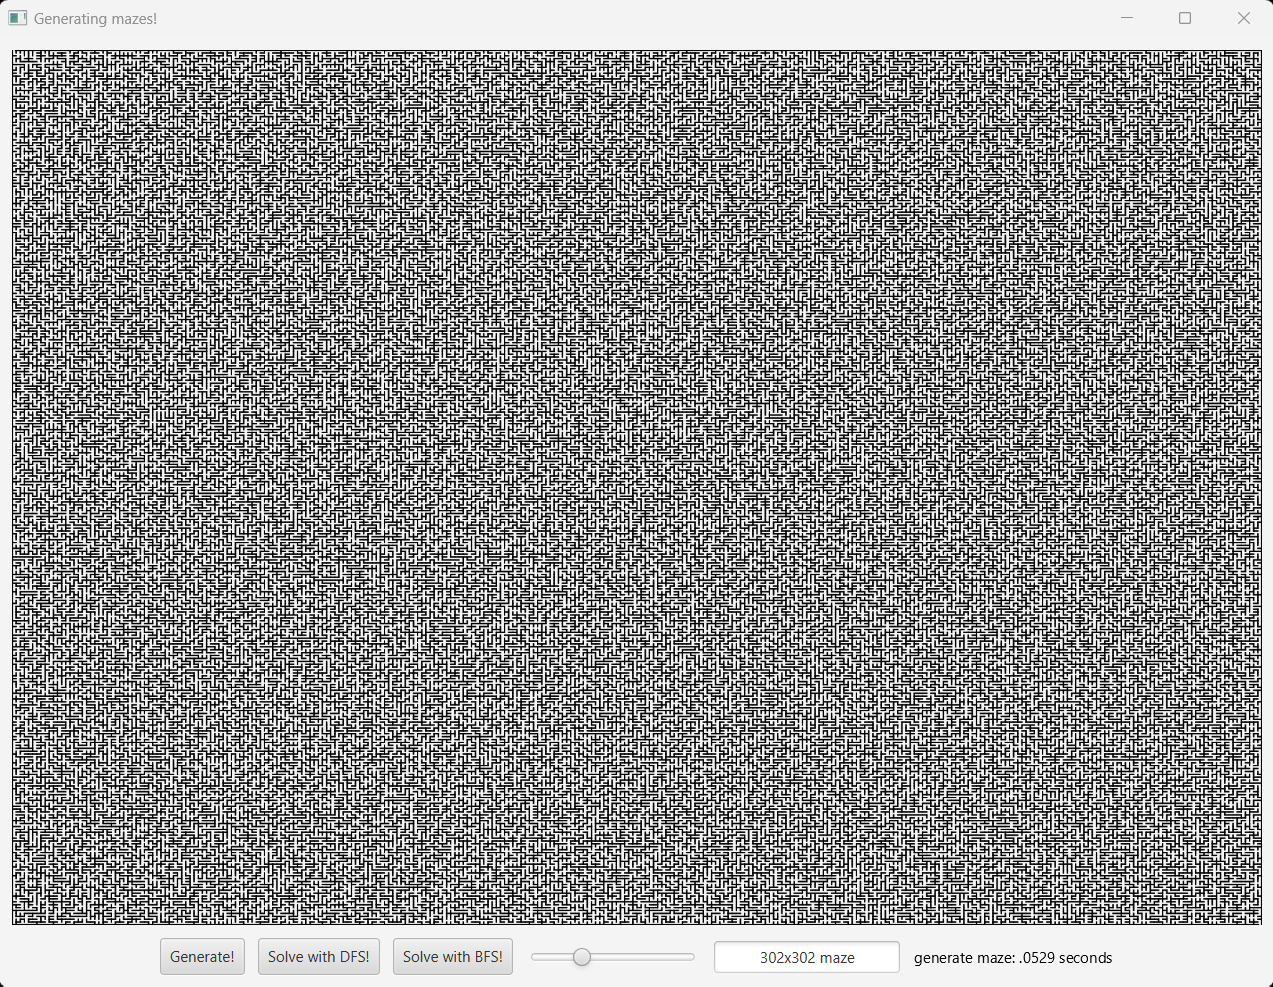 Generating mazes!
Generate!
Solve with DFS!
Solve with BFS!
302x302 maze
generate maze: .0529 seconds